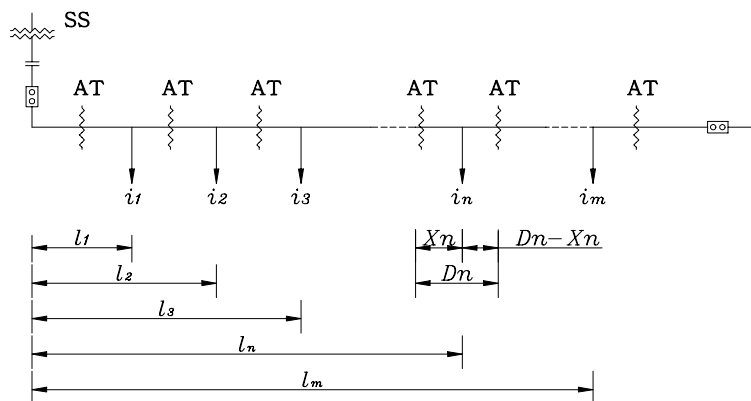 SS
AT AT AT AT AT AT
i1 i2 i3 in im
l1 Xn Dn-Xn
l2 Dn
l3
ln
lm